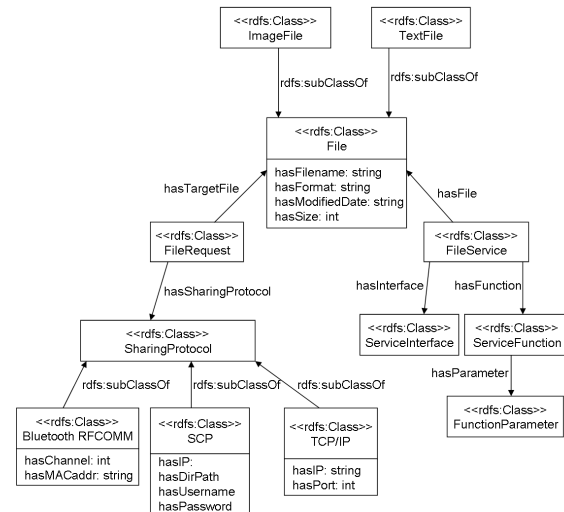 <<rdfs:Class>>
ImageFile
<<rdfs:Class>>
TextFile
rdfs:subClassOf
rdfs:subClassOf
<<rdfs:Class>>
File
hasFilename: string
hasFormat: string
hasModifiedDate: string
hasSize: int
hasTargetFile
hasFile
<<rdfs:Class>>
FileRequest
<<rdfs:Class>>
FileService
hasSharingProtocol
hasInterface
hasFunction
<<rdfs:Class>>
SharingProtocol
<<rdfs:Class>>
ServiceInterface
<<rdfs:Class>>
ServiceFunction
rdfs:subClassOf
rdfs:subClassOf
rdfs:subClassOf
hasParameter
<<rdfs:Class>>
Bluetooth RFCOMM
hasChannel: int
hasMACaddr: string
<<rdfs:Class>>
SCP
hasIP:
hasDirPath
hasUsername
hasPassword
<<rdfs:Class>>
TCP/IP
hasIP: string
hasPort: int
<<rdfs:Class>>
FunctionParameter